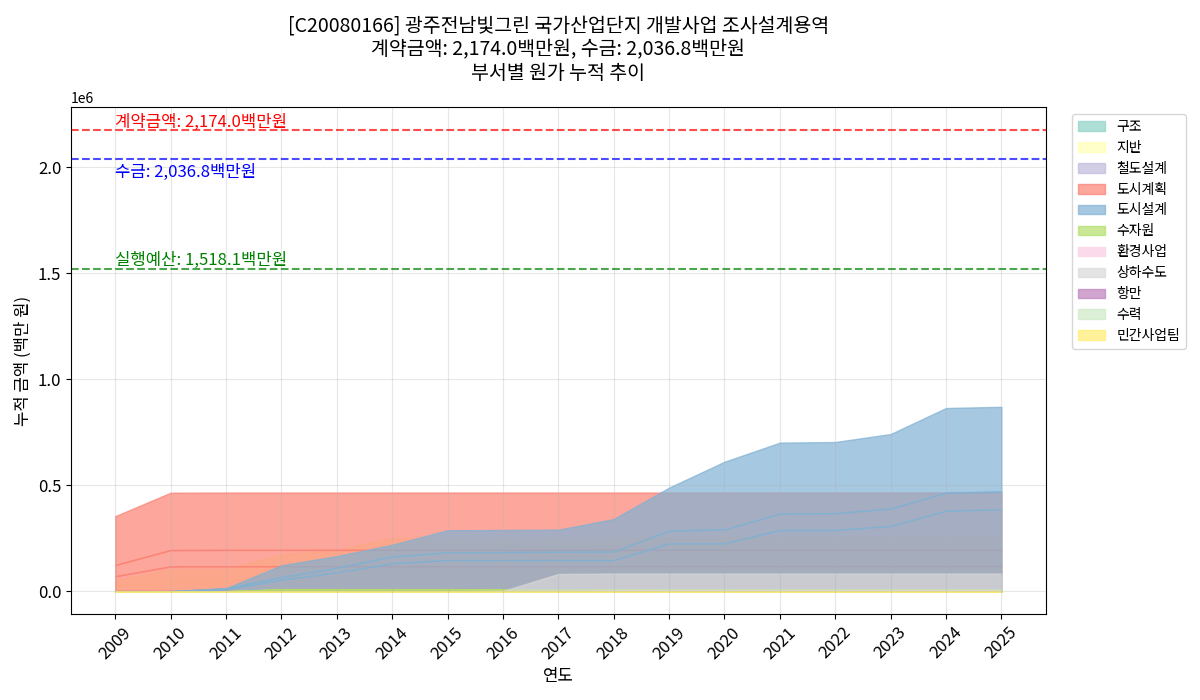 [C20080166] 광주전남빛그린 국가산업단지 개발사업 조사설계용역
계약금액: 2,174.0백만원, 수금: 2,036.8백만원
부서별 원가 누적 추이
1e6
계약금액: 2,174.0백만원
수금: 2,036.8백만원
실행예산: 1,518.1백만원
2.0
1.5
1.0
0.5
0.0
누적 금액 (백만 원)
2009
2010
2011
2012
2013
2014
2015
2016
2017
2018
2019
2020
2021
2022
2023
2024
2025
연도
구조
지반
철도설계
도시계획
도시설계
수자원
환경사업
상하수도
항만
수력
민간사업팀